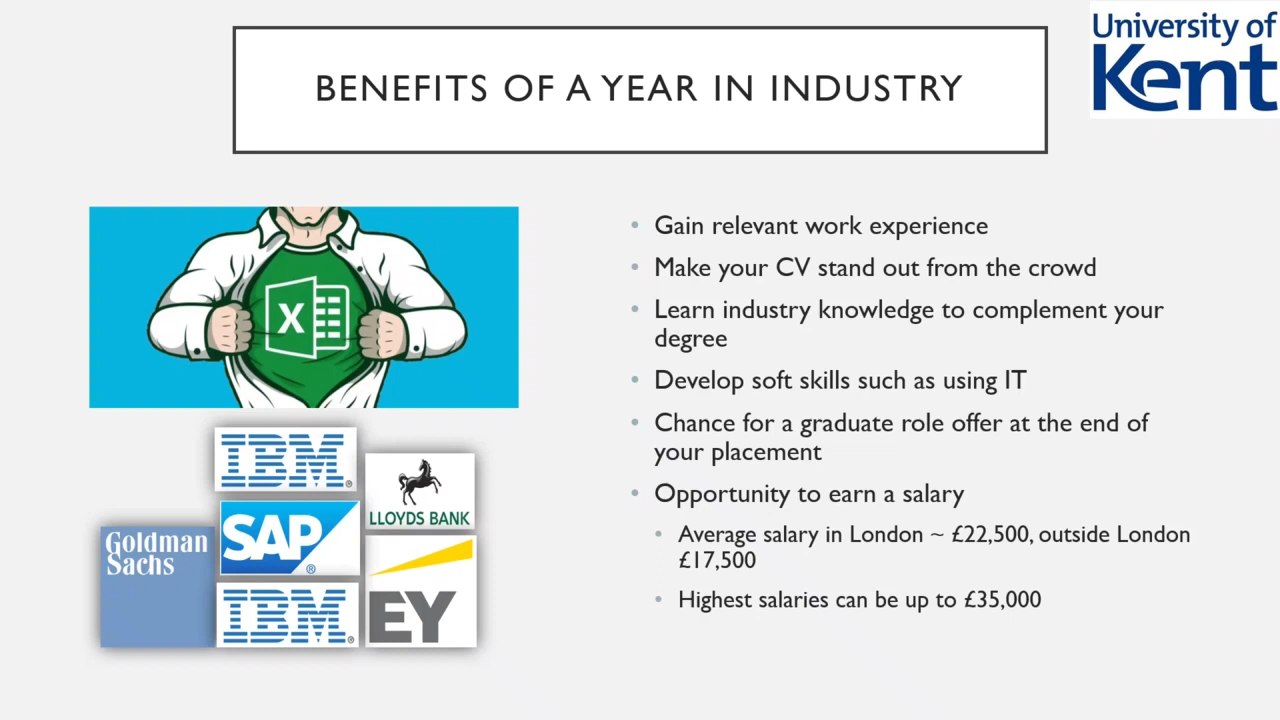 University of
Kent
BENEFITS OF A YEAR IN INDUSTRY
X
IBM®
LLOYDS BANK
Goldman
Sachs
SAP®
IBM®
EY
• Gain relevant work experience
• Make your CV stand out from the crowd
• Learn industry knowledge to complement your
degree
• Develop soft skills such as using IT
• Chance for a graduate role offer at the end of
your placement
• Opportunity to earn a salary
• Average salary in London ~ £22,500, outside London
£17,500
• Highest salaries can be up to £35,000